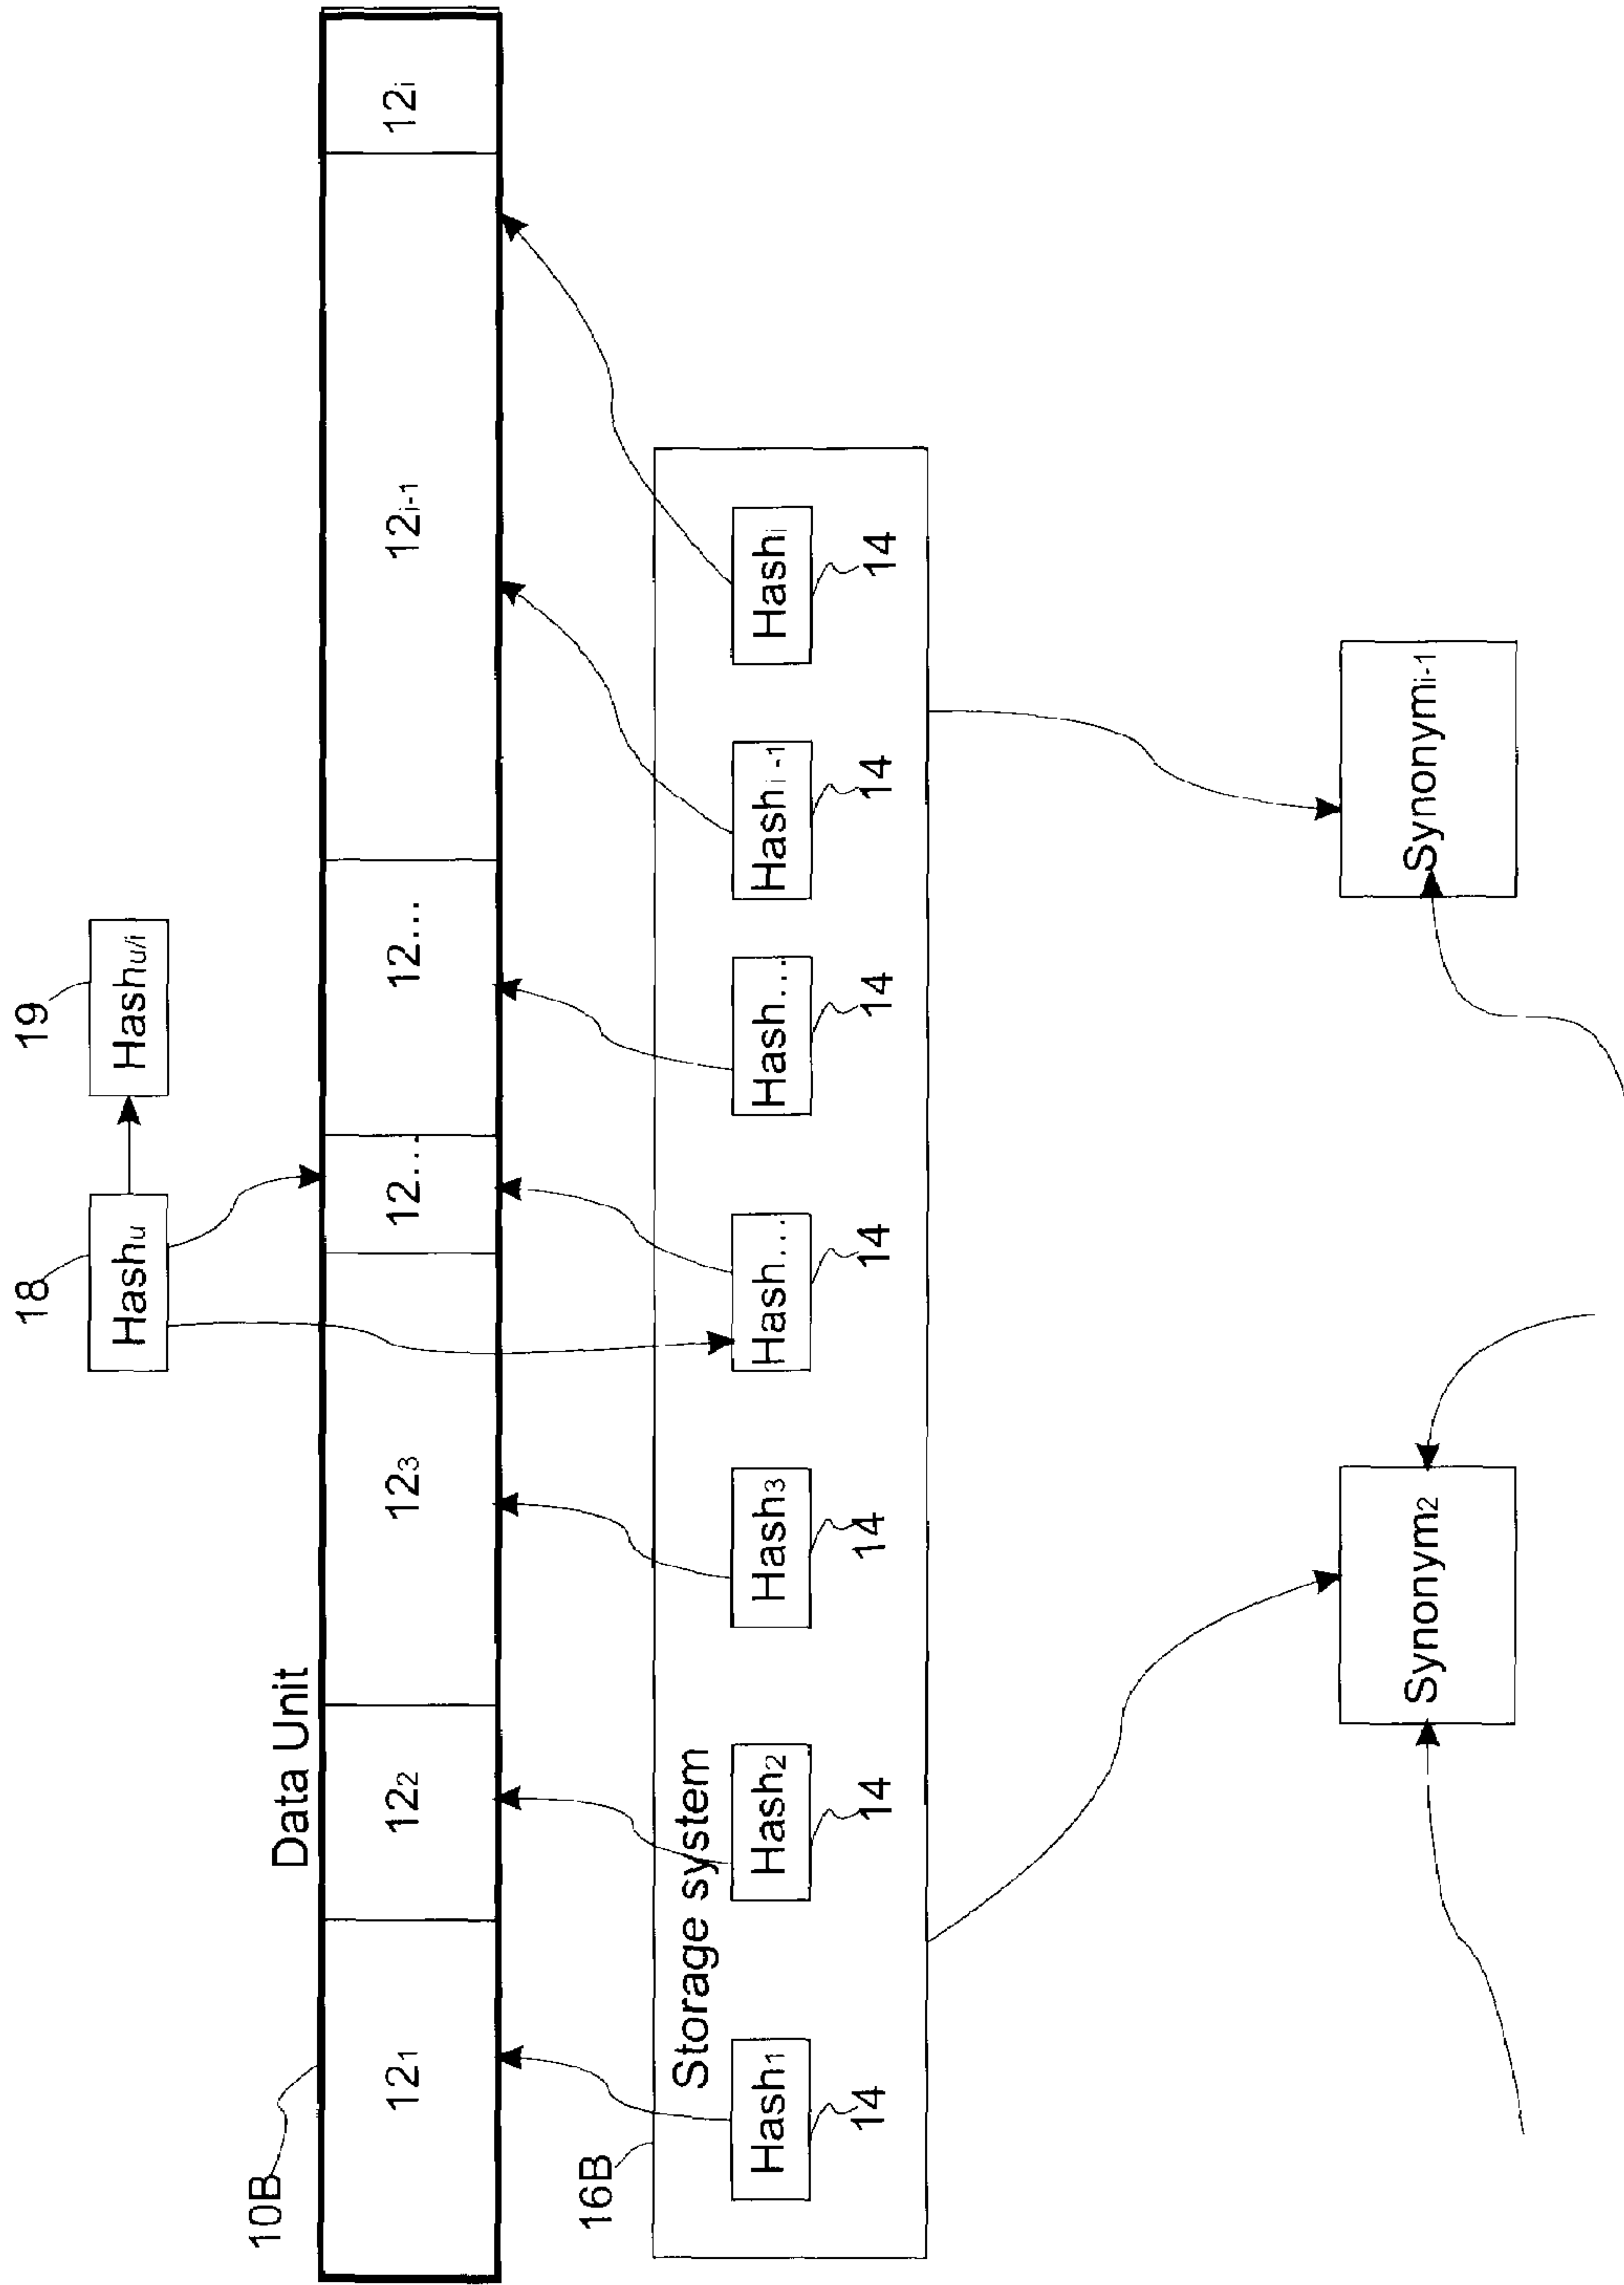 18
19
Hashᵤ
Hashᵤ/ᵢ
10B
Data Unit
12₁
12₂
12₃
12...
12...
12ᵢ₋₁
12ᵢ
16B
Storage system
Hash₁
Hash₂
Hash₃
Hash...
Hash...
Hashᵢ₋₁
Hashᵢ
14
14
14
14
14
14
14
Synonym₂
Synonymᵢ₋₁